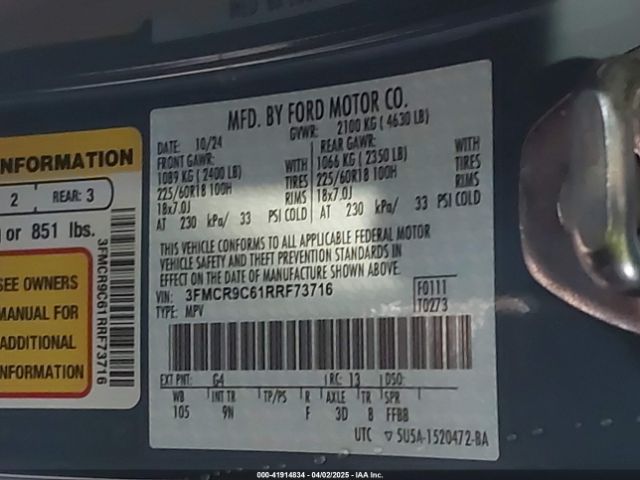 MFD. BY FORD MOTOR CO.
DATE: 10/24
GVWR: 2100 KG ( 4630 LB)
FRONT GAWR:
1089 KG ( 2400 LB) WITH
225/60R18 100H TIRES
18x7.0J RIMS
AT 230 kPa/ 33 PSI COLD
REAR GAWR:
1066 KG ( 2350 LB) WITH
225/60R18 100H TIRES
18x7.0J RIMS
AT 230 kPa/ 33 PSI COLD
THIS VEHICLE CONFORMS TO ALL APPLICABLE FEDERAL MOTOR
VEHICLE SAFETY AND THEFT PREVENTION STANDARDS IN
EFFECT ON THE DATE OF MANUFACTURE SHOWN ABOVE.
VIN: 3FMCR9C61RRF73716
TYPE: MPV
F0111
T0273
EXT PNT: G4 RC: 13 DSO:
WB INT TR TP/PS R AXLE TR SPR
105 9N F 3D 8 FFBB
UTC ▽ 5U5A-1520472-BA
INFORMATION
2 REAR: 3
or 851 lbs.
SEE OWNERS
MANUAL FOR
ADDITIONAL
INFORMATION
3FMCR9C61RRF73716
000-41914834 - 04/02/2025 - IAA Inc.